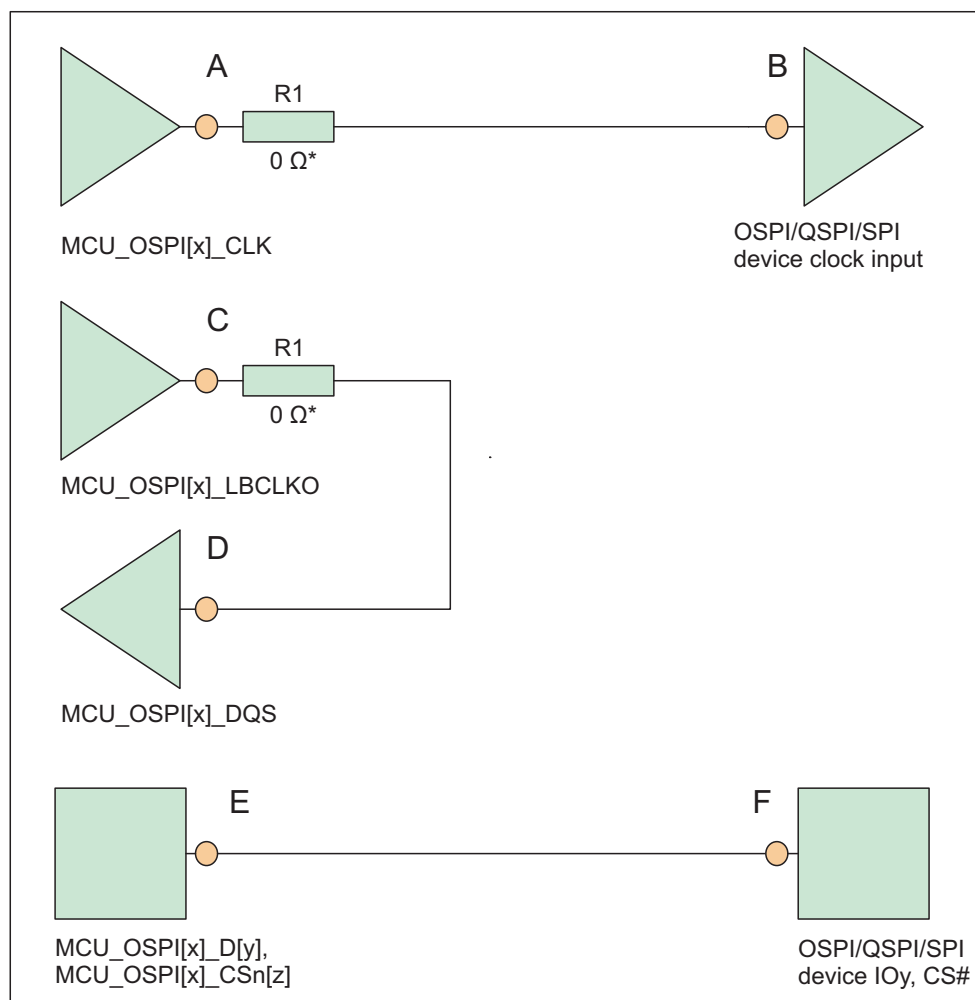 A
B
R1
0 Ω*
MCU_OSPI[x]_CLK
OSPI/QSPI/SPI
device clock input
C
R1
0 Ω*
MCU_OSPI[x]_LBCLKO
D
MCU_OSPI[x]_DQS
E
F
MCU_OSPI[x]_D[y],
MCU_OSPI[x]_CSn[z]
OSPI/QSPI/SPI
device IOy, CS#